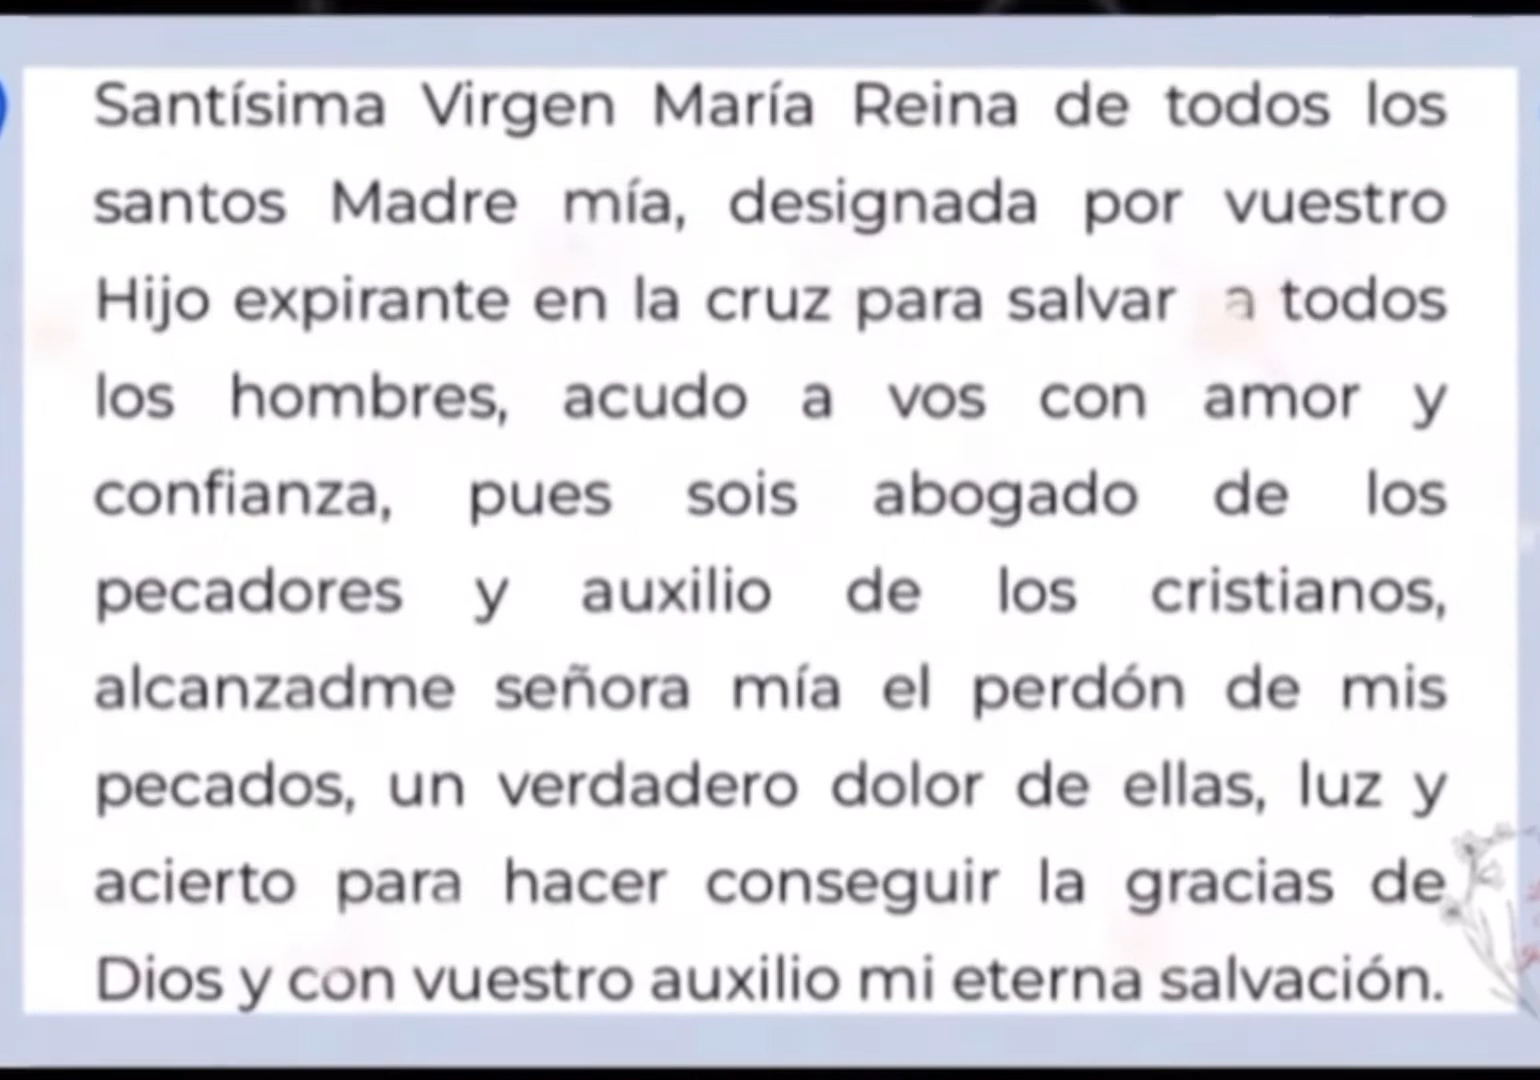 Santísima Virgen María Reina de todos los
santos Madre mía, designada por vuestro
Hijo expirante en la cruz para salvar a todos
los hombres, acudo a vos con amor y
confianza, pues sois abogado de los
pecadores y auxilio de los cristianos,
alcanzadme señora mía el perdón de mis
pecados, un verdadero dolor de ellas, luz y
acierto para hacer conseguir la gracias de
Dios y con vuestro auxilio mi eterna salvación.